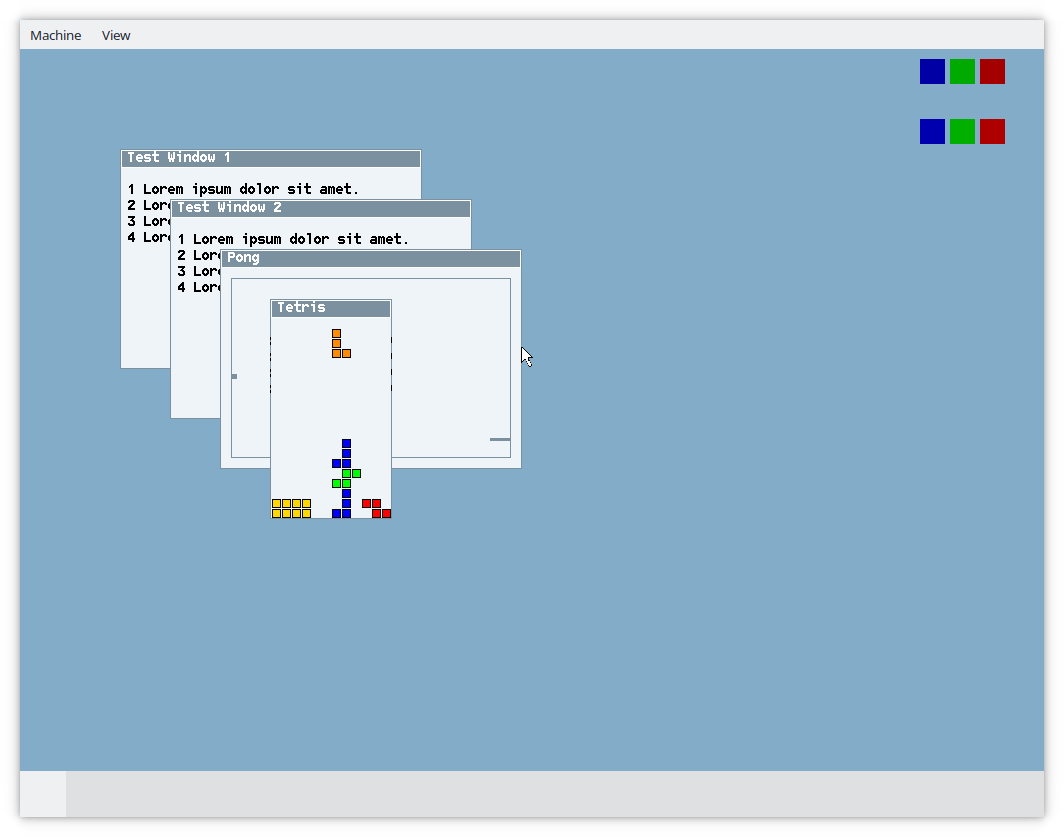 Machine View
Test Window 1
1 Lorem ipsum dolor sit amet.
2 Lore
3 Lore
4 Lore
Test Window 2
1 Lorem ipsum dolor sit amet.
2 Lore
3 Lore
4 Lore
Pong
Tetris